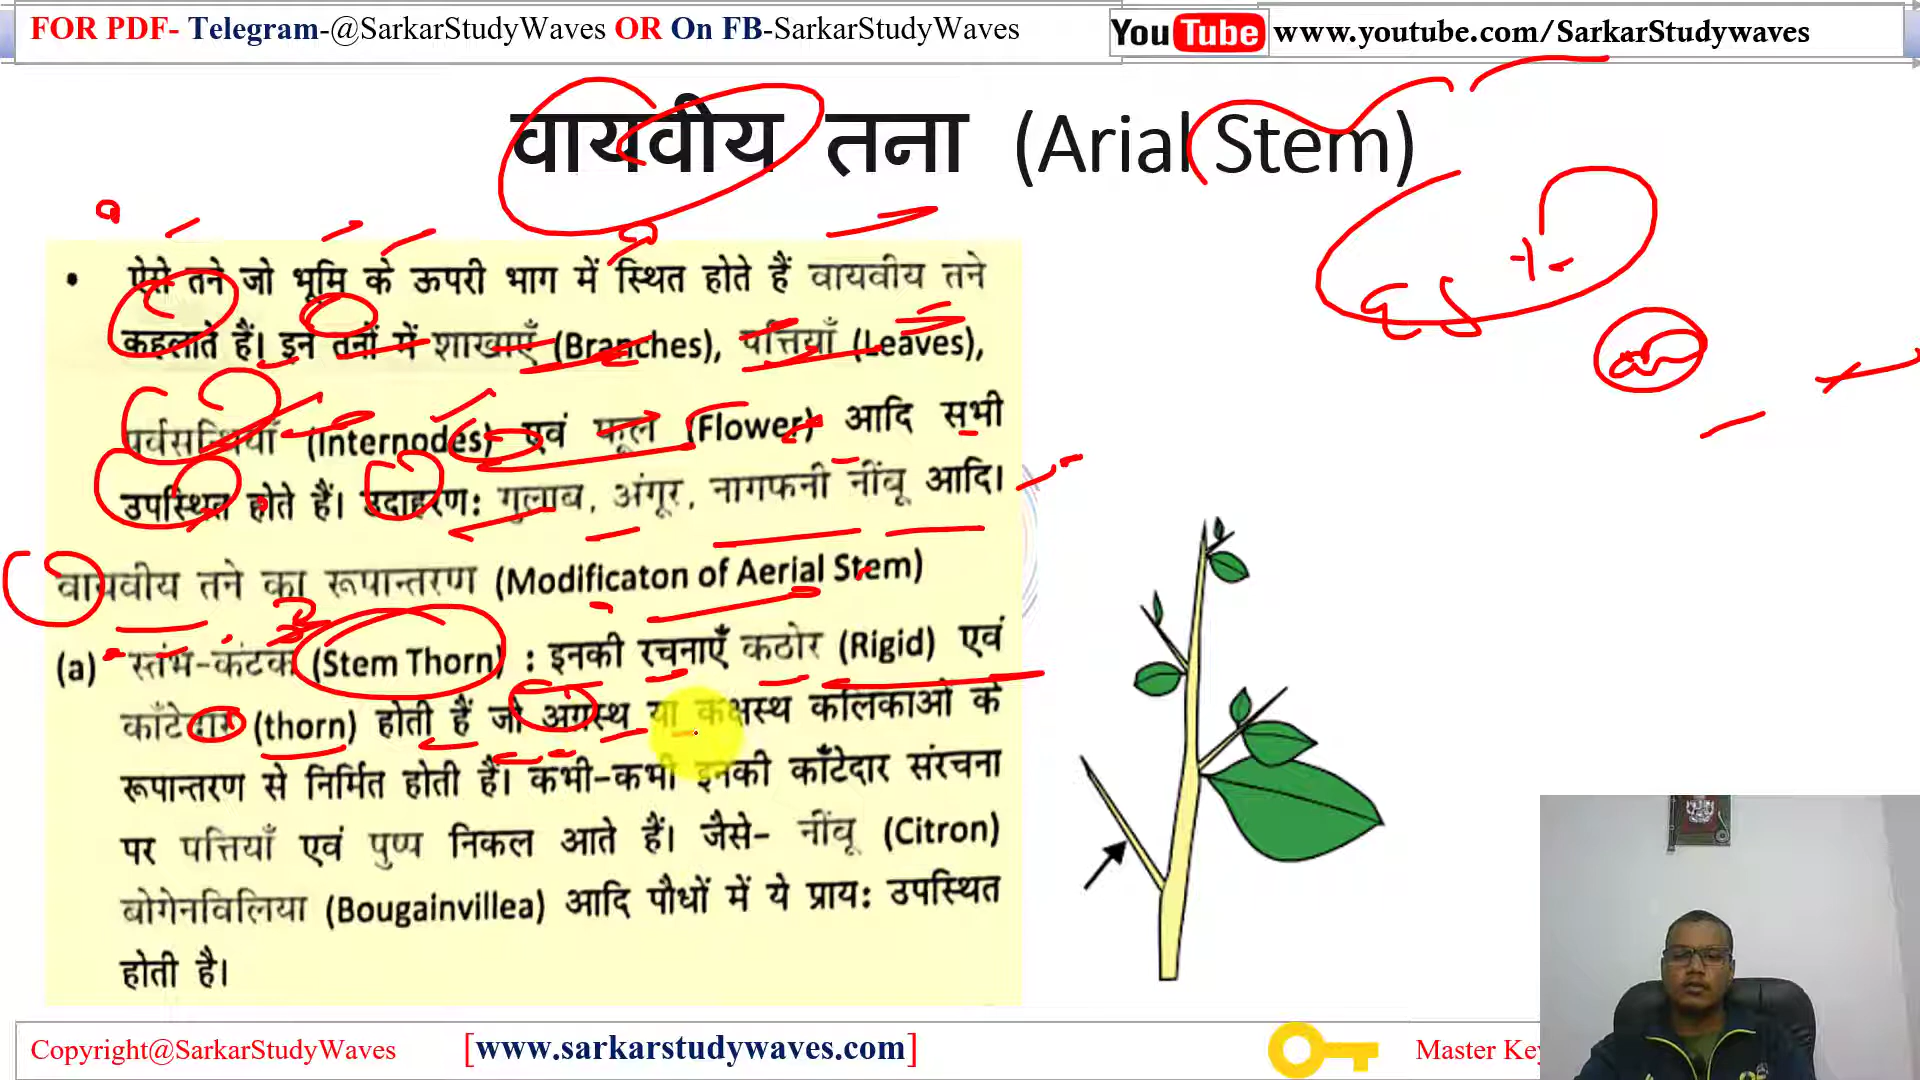 FOR PDF- Telegram-@SarkarStudyWaves OR On FB-SarkarStudyWaves
YouTube www.youtube.com/SarkarStudywaves
वायवीय तना (Arial Stem)
• ऐसे तने जो भूमि के ऊपरी भाग में स्थित होते हैं वायवीय तने
कहलाते हैं। इन तनों में शाखाएँ (Branches), पत्तियाँ (Leaves),
पर्वसन्धियाँ (Internodes) एवं फूल (Flower) आदि सभी
उपस्थित होते हैं। उदाहरण: गुलाब, अंगूर, नागफनी नींबू आदि।
वायवीय तने का रूपान्तरण (Modificaton of Aerial Stem)
(a) स्तंभ-कंटक (Stem Thorn) : इनकी रचनाएँ कठोर (Rigid) एवं
काँटेदार (thorn) होती हैं जो अग्रस्थ या कक्षस्थ कलिकाओं के
रूपान्तरण से निर्मित होती हैं। कभी-कभी इनकी काँटेदार संरचना
पर पत्तियाँ एवं पुष्प निकल आते हैं। जैसे- नींबू (Citron)
बोगेनविलिया (Bougainvillea) आदि पौधों में ये प्राय: उपस्थित
होती है।
Copyright@SarkarStudyWaves [www.sarkarstudywaves.com] Master Key